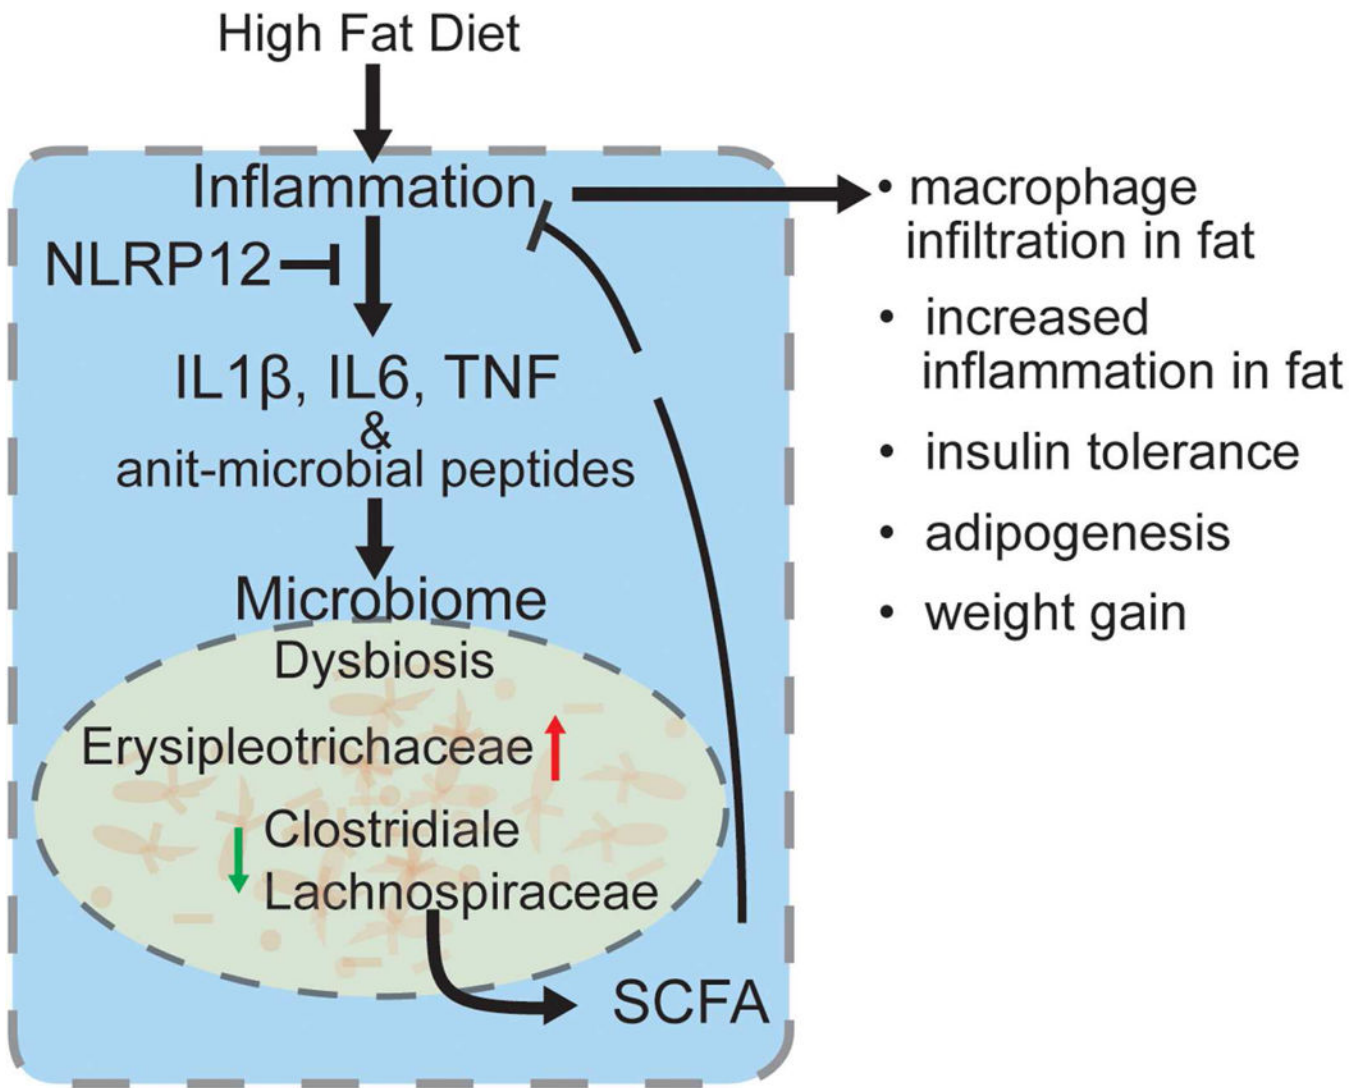 High Fat Diet
Inflammation
NLRP12
IL1β, IL6, TNF
&
anit-microbial peptides
Microbiome
Dysbiosis
Erysipleotrichaceae
Clostridiale
Lachnospiraceae
SCFA
• macrophage
infiltration in fat
• increased
inflammation in fat
• insulin tolerance
• adipogenesis
• weight gain